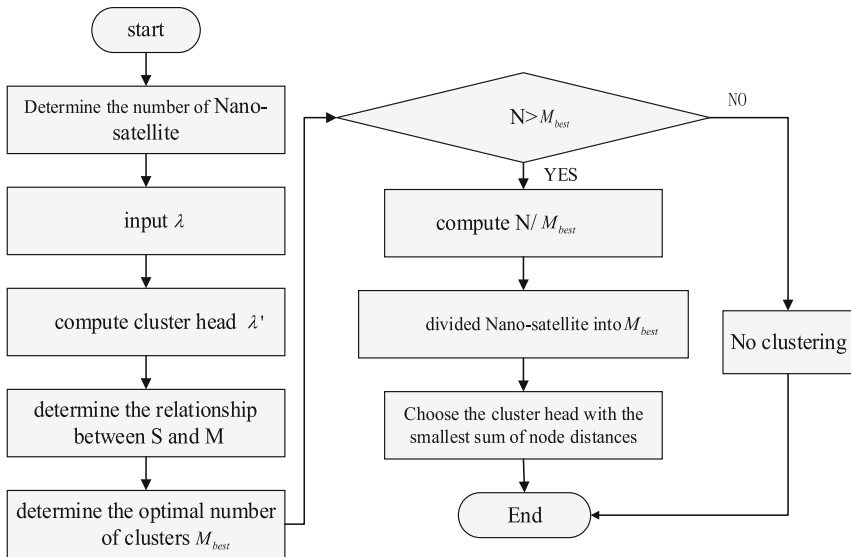 start
Determine the number of Nano-
satellite
input λ
compute cluster head λ'
determine the relationship
between S and M
determine the optimal number
of clusters M_best
N>M_best
NO
YES
compute N/ M_best
divided Nano-satellite into M_best
Choose the cluster head with the
smallest sum of node distances
No clustering
End